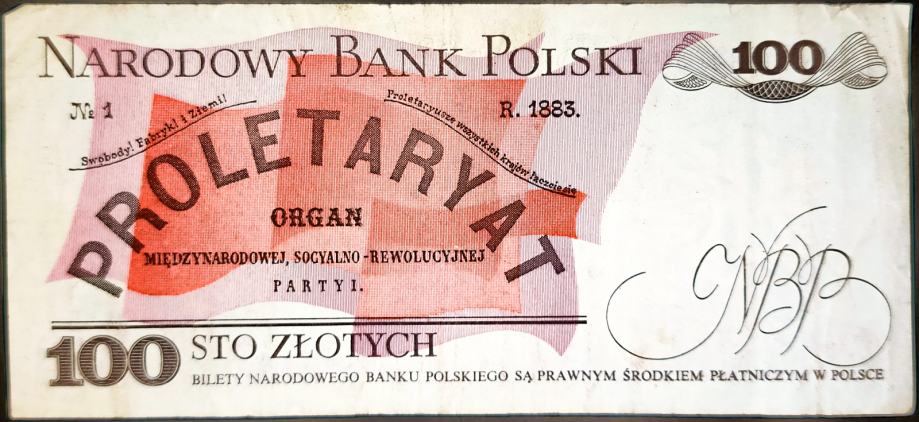 NARODOWY BANK POLSKI
100
№ 1
Swobody! Fabryk! i Ziemi!
Proletaryusze wszystkich krajów łączcie się
R. 1883.
PROLETARYAT
ORGAN
MIĘDZYNARODOWEJ, SOCYALNO-REWOLUCYJNEJ
PARTYI.
NBP
100 STO ZŁOTYCH
BILETY NARODOWEGO BANKU POLSKIEGO SĄ PRAWNYM ŚRODKIEM PŁATNICZYM W POLSCE